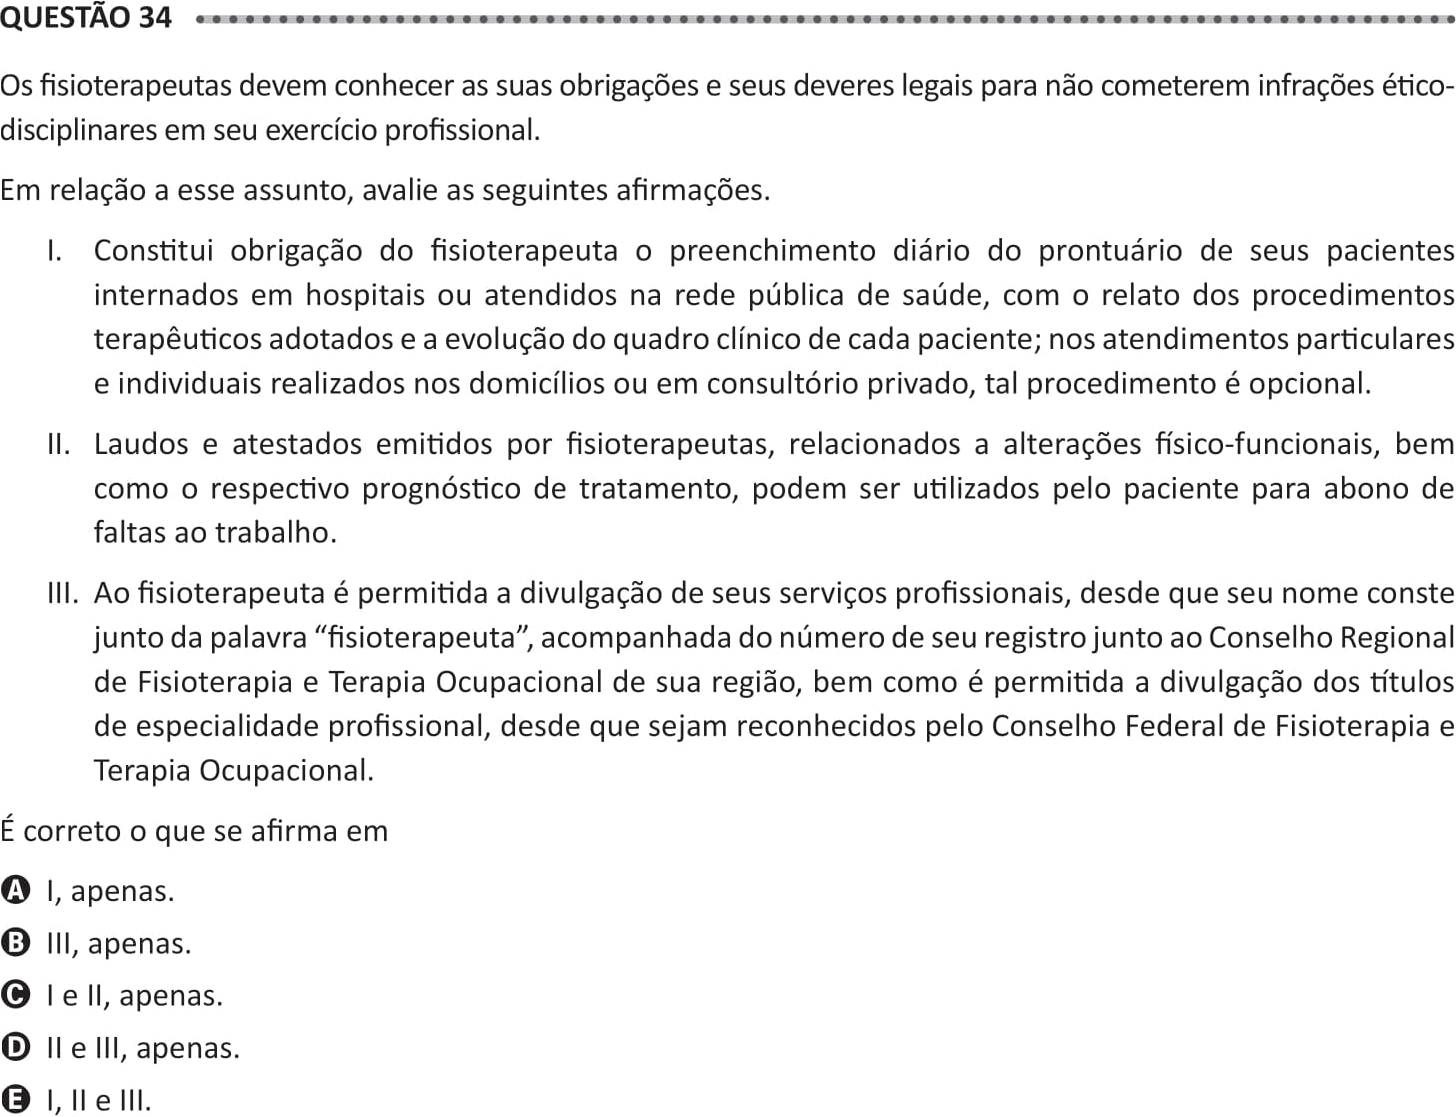 QUESTÃO 34
Os fisioterapeutas devem conhecer as suas obrigações e seus deveres legais para não cometerem infrações ético-
disciplinares em seu exercício profissional.
Em relação a esse assunto, avalie as seguintes afirmações.
I. Constitui obrigação do fisioterapeuta o preenchimento diário do prontuário de seus pacientes
internados em hospitais ou atendidos na rede pública de saúde, com o relato dos procedimentos
terapêuticos adotados e a evolução do quadro clínico de cada paciente; nos atendimentos particulares
e individuais realizados nos domicílios ou em consultório privado, tal procedimento é opcional.
II. Laudos e atestados emitidos por fisioterapeutas, relacionados a alterações físico-funcionais, bem
como o respectivo prognóstico de tratamento, podem ser utilizados pelo paciente para abono de
faltas ao trabalho.
III. Ao fisioterapeuta é permitida a divulgação de seus serviços profissionais, desde que seu nome conste
junto da palavra “fisioterapeuta”, acompanhada do número de seu registro junto ao Conselho Regional
de Fisioterapia e Terapia Ocupacional de sua região, bem como é permitida a divulgação dos títulos
de especialidade profissional, desde que sejam reconhecidos pelo Conselho Federal de Fisioterapia e
Terapia Ocupacional.
É correto o que se afirma em
A I, apenas.
B III, apenas.
C I e II, apenas.
D II e III, apenas.
E I, II e III.